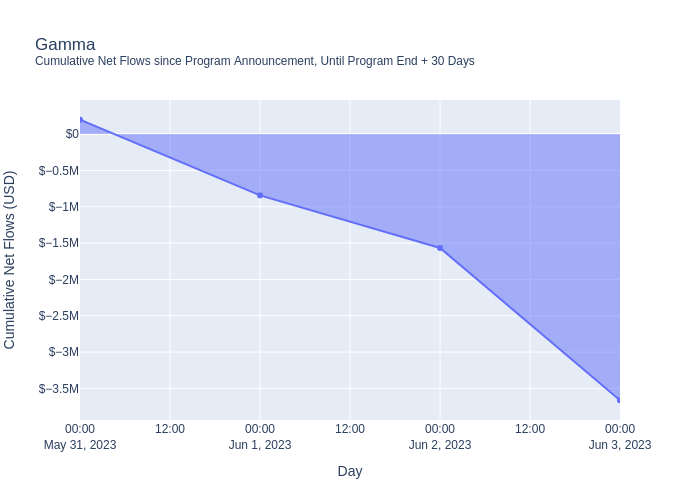 Gamma
Cumulative Net Flows since Program Announcement, Until Program End + 30 Days
Cumulative Net Flows (USD)
$0
$−0.5M
$−1M
$−1.5M
$−2M
$−2.5M
$−3M
$−3.5M
00:00 12:00 00:00 12:00 00:00 12:00 00:00
May 31, 2023 Jun 1, 2023 Jun 2, 2023 Jun 3, 2023
Day